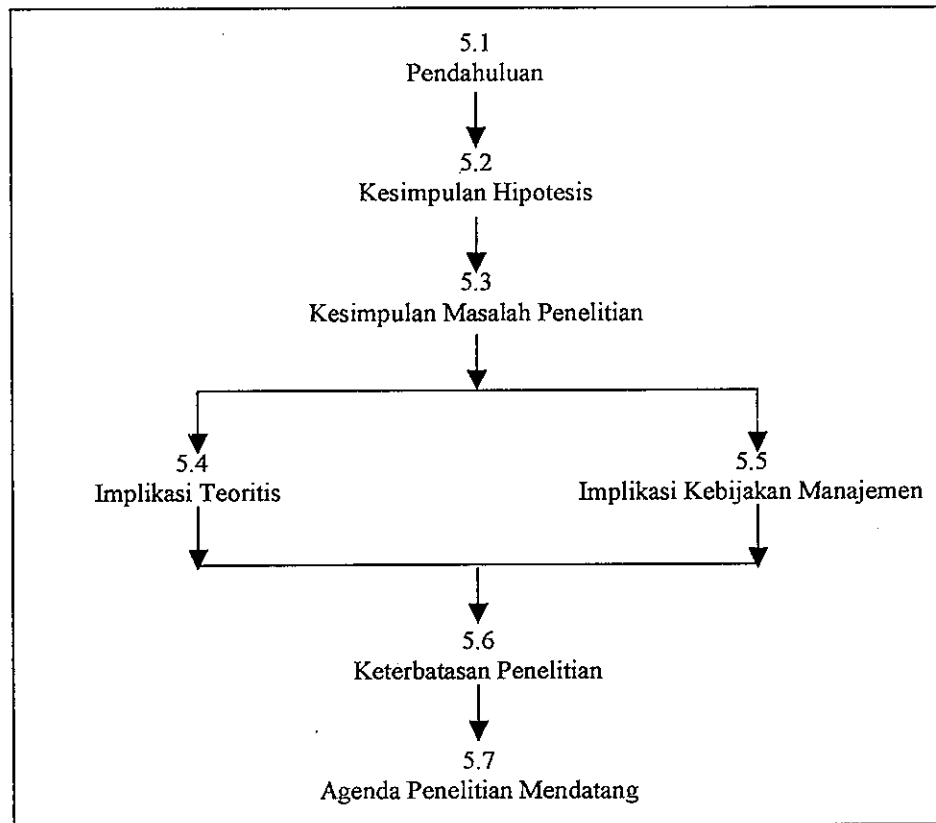 5.1
Pendahuluan
5.2
Kesimpulan Hipotesis
5.3
Kesimpulan Masalah Penelitian
5.4
Implikasi Teoritis
5.5
Implikasi Kebijakan Manajemen
5.6
Keterbatasan Penelitian
5.7
Agenda Penelitian Mendatang